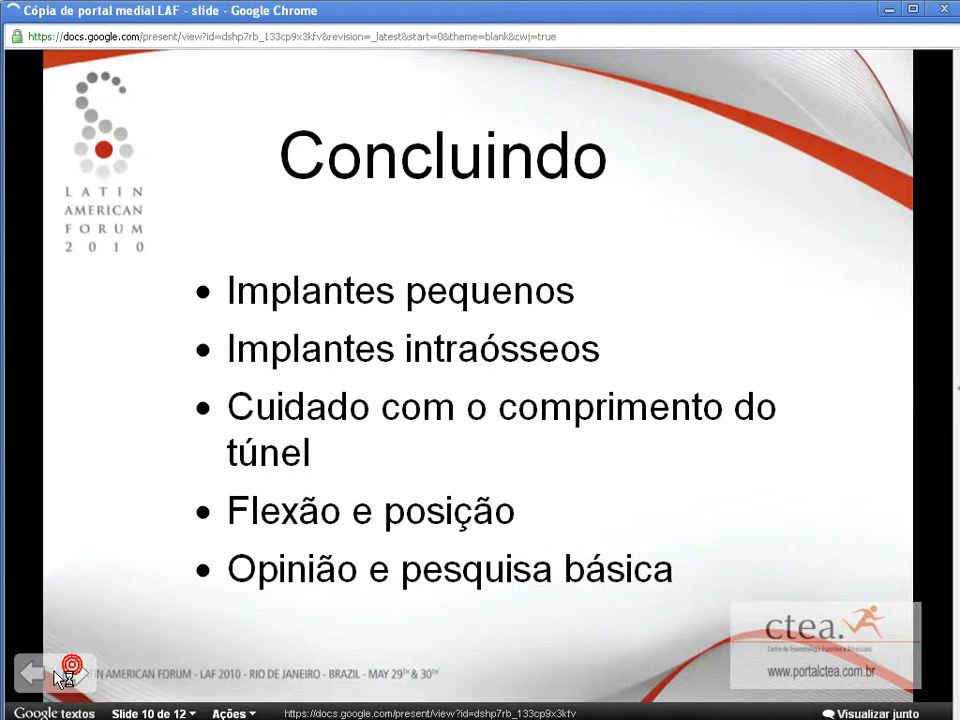 Cópia de portal medial LAF - slide - Google Chrome
https://docs.google.com/present/view?id=dshp7rb_133cp9x3kfv&revision=_latest&start=0&theme=blank&cwj=true
LATIN
AMERICAN
FORUM
2010
Concluindo
• Implantes pequenos
• Implantes intraósseos
• Cuidado com o comprimento do
túnel
• Flexão e posição
• Opinião e pesquisa básica
ctea.
Centro de Traumatologia Esportiva e Artroscopia
www.portalctea.com.br
AMERICAN FORUM - LAF 2010 - RIO DE JANEIRO - BRAZIL - MAY 29TH & 30TH
Google textos Slide 10 de 12 Ações https://docs.google.com/present/view?id=dshp7rb_133cp9x3kfv Visualizar junto